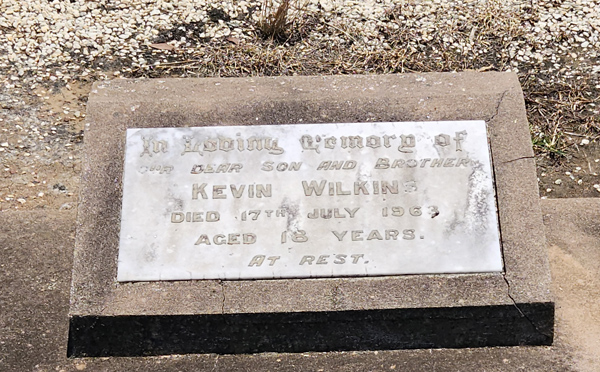 In Loving Memory of
OUR DEAR SON AND BROTHER
KEVIN WILKINS
DIED 17TH JULY 1963
AGED 18 YEARS.
AT REST.